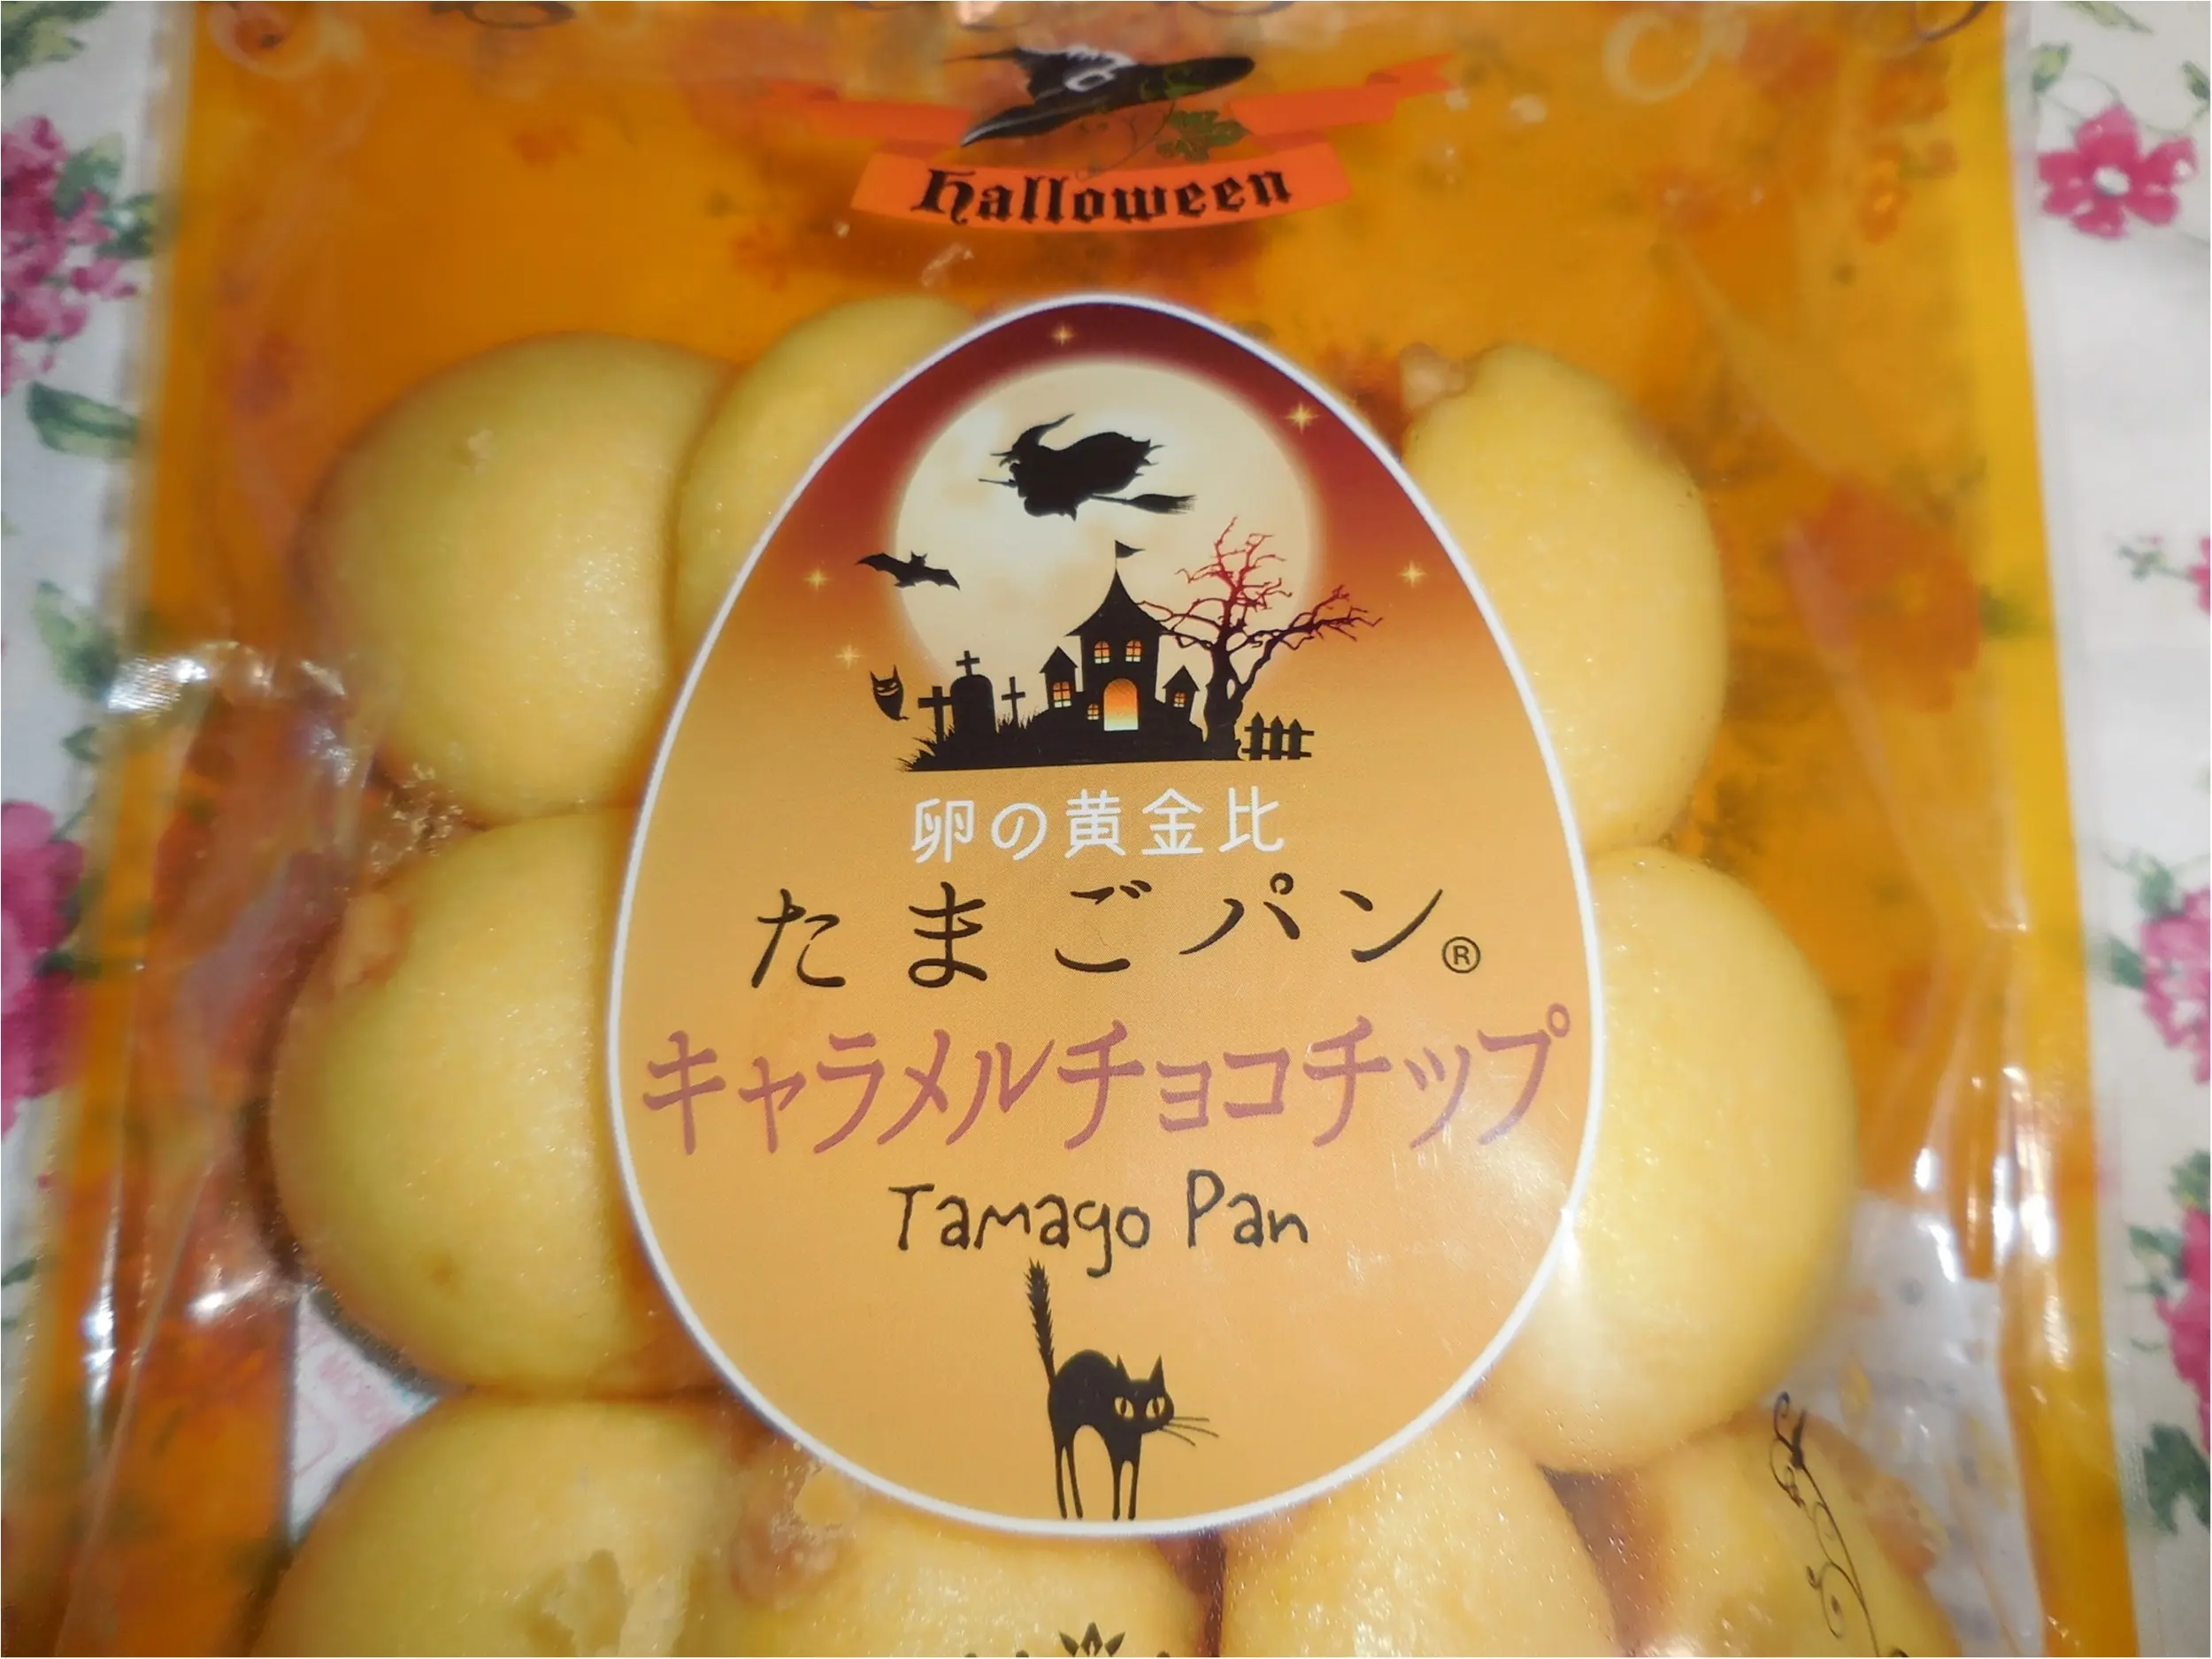 Halloween
卵の黄金比
たまごパン®
キャラメルチョコチップ
Tamago Pan